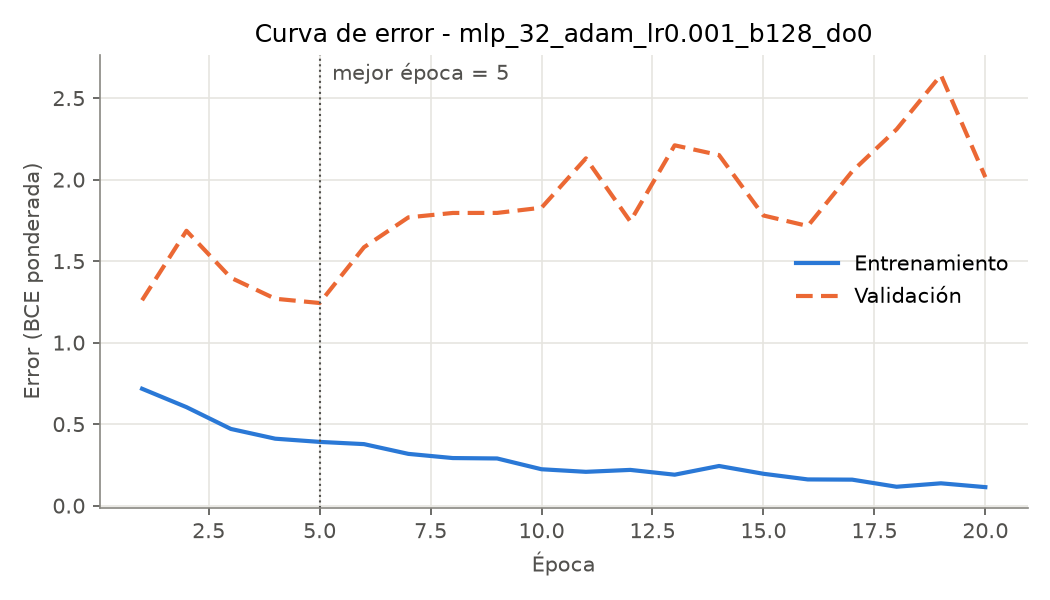 Curva de error - mlp_32_adam_lr0.001_b128_do0
mejor época = 5
Error (BCE ponderada)
2.5
2.0
1.5
1.0
0.5
0.0
Entrenamiento
Validación
2.5 5.0 7.5 10.0 12.5 15.0 17.5 20.0
Época